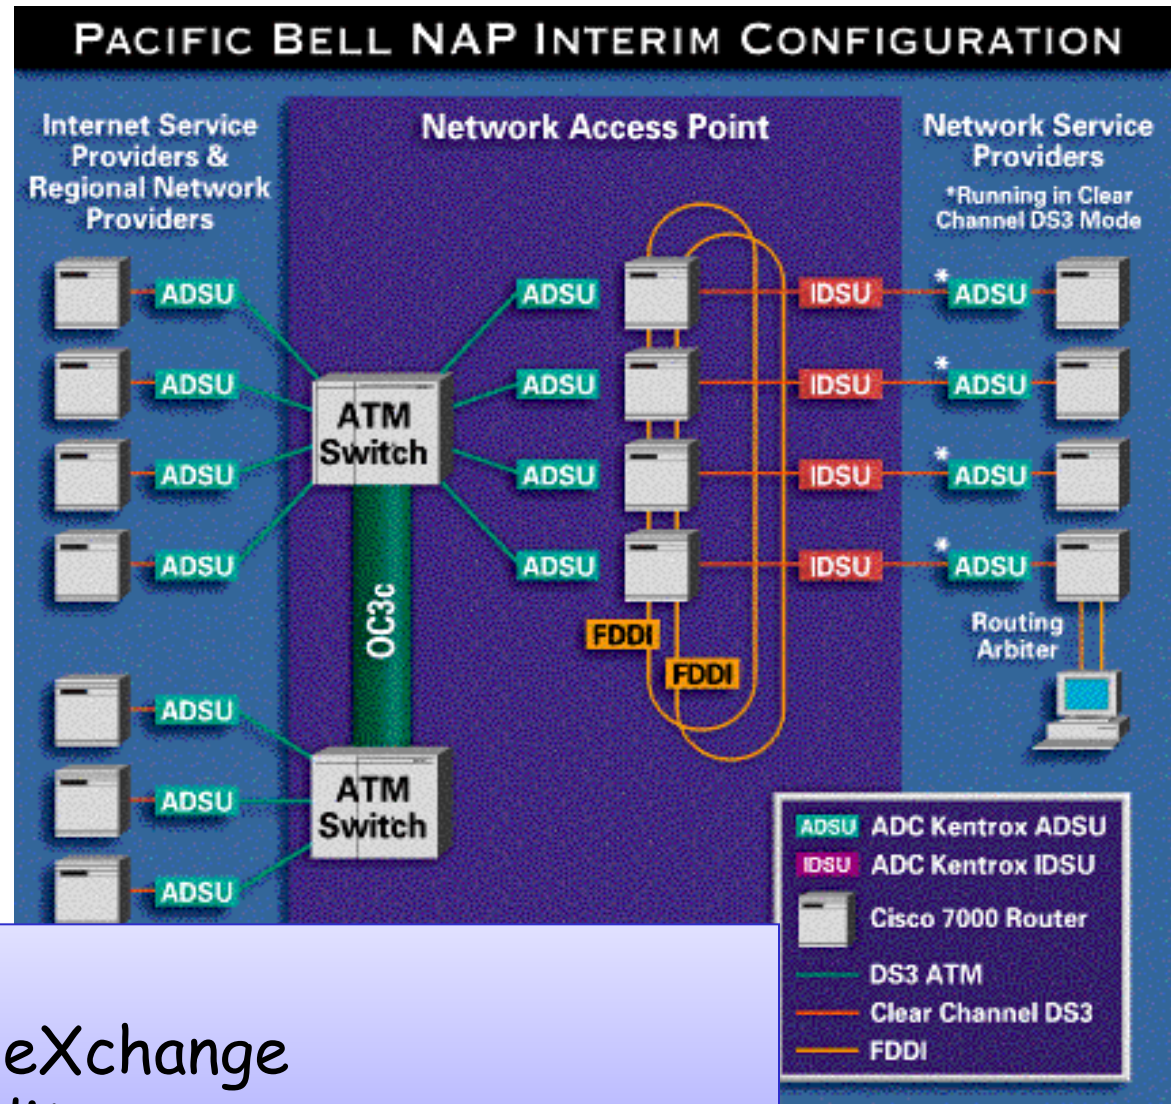 PACIFIC BELL NAP INTERIM CONFIGURATION
Internet Service
Providers &
Regional Network
Providers
Network Access Point
Network Service
Providers
*Running in Clear
Channel DS3 Mode
ADSU
ADSU
IDSU
*ADSU
ADSU
ADSU
IDSU
*ADSU
ATM
Switch
ADSU
ADSU
IDSU
*ADSU
ADSU
ADSU
IDSU
*ADSU
OC3c
FDDI
FDDI
Routing
Arbiter
ADSU
ADSU
ADSU
ATM
Switch
ADSU ADC Kentrox ADSU
IDSU ADC Kentrox IDSU
Cisco 7000 Router
DS3 ATM
Clear Channel DS3
FDDI
eXchange